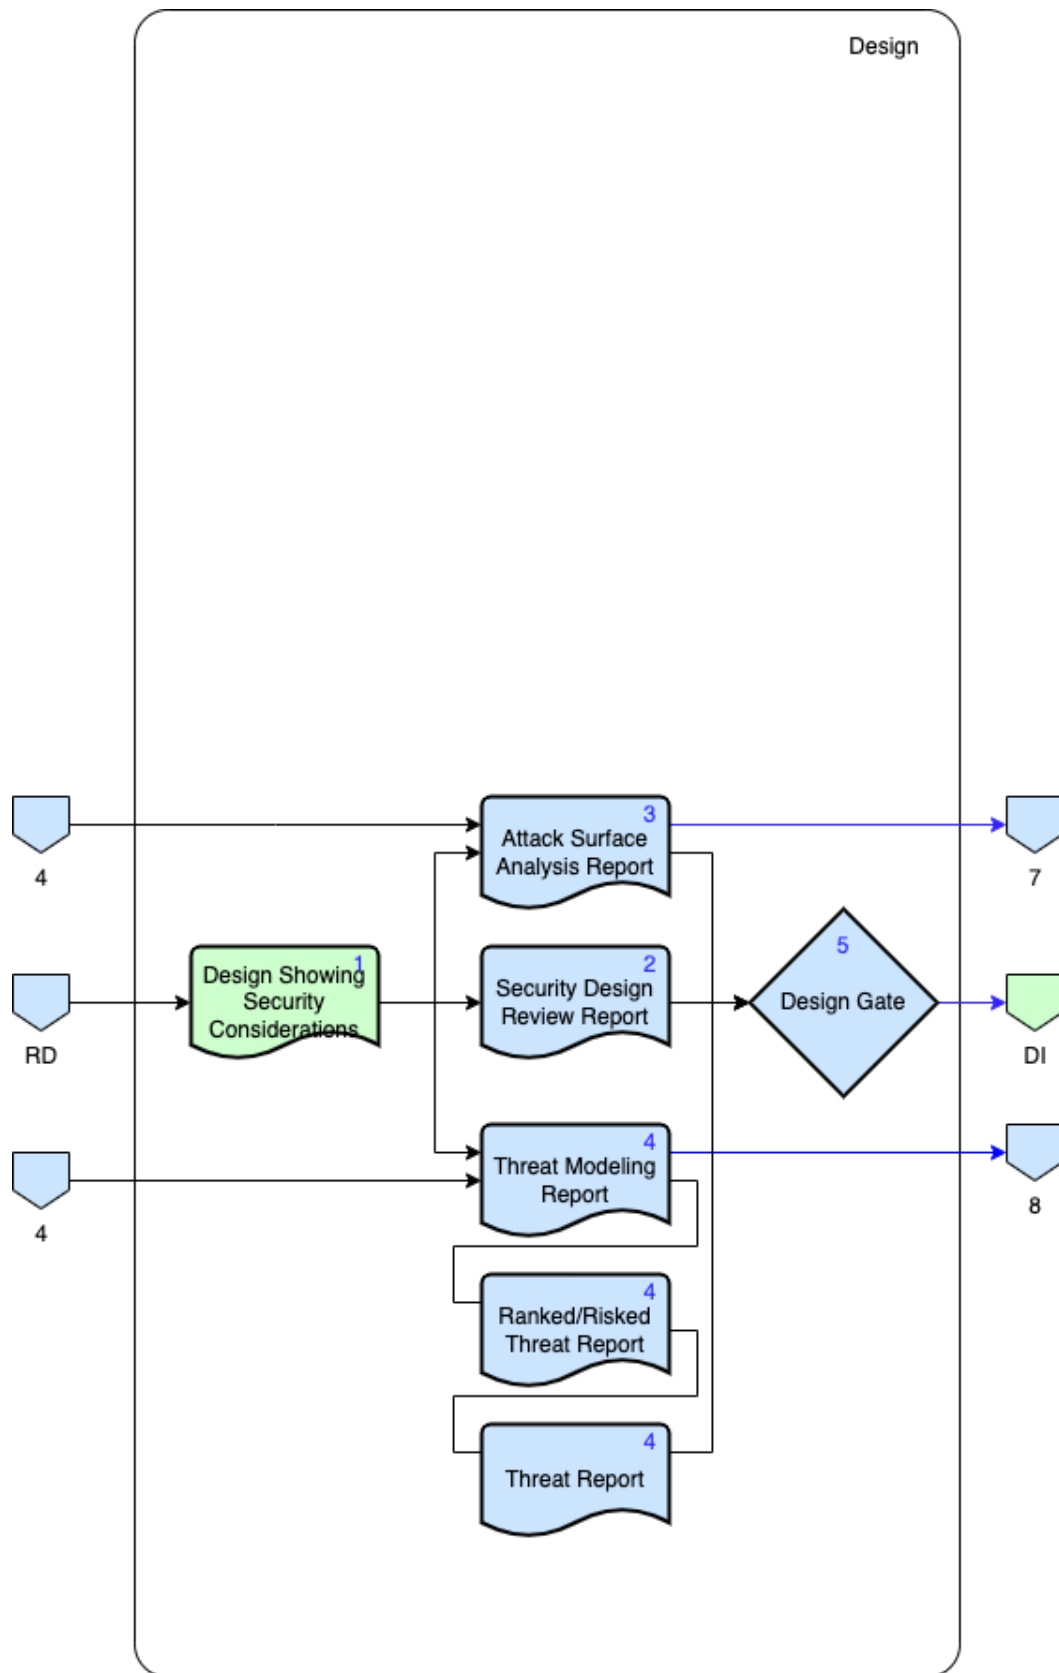 Design
3
Attack Surface
Analysis Report
4
7
1
Design Showing
Security
Considerations
2
Security Design
Review Report
5
Design Gate
RD
DI
4
Threat Modeling
Report
4
8
4
Ranked/Risked
Threat Report
4
Threat Report